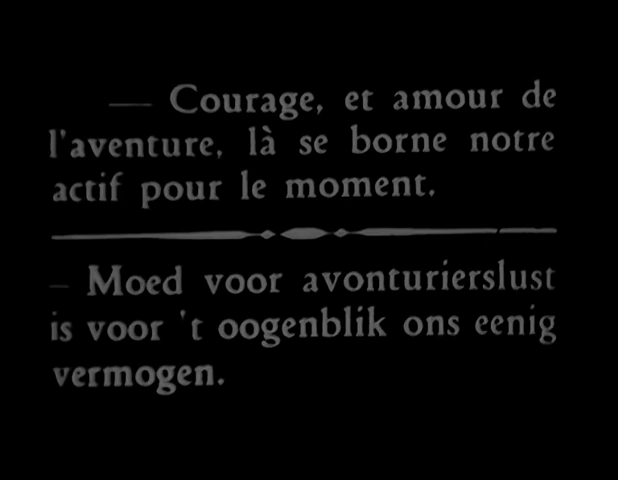 — Courage, et amour de
l'aventure, là se borne notre
actif pour le moment.
– Moed voor avonturierslust
is voor 't oogenblik ons eenig
vermogen.